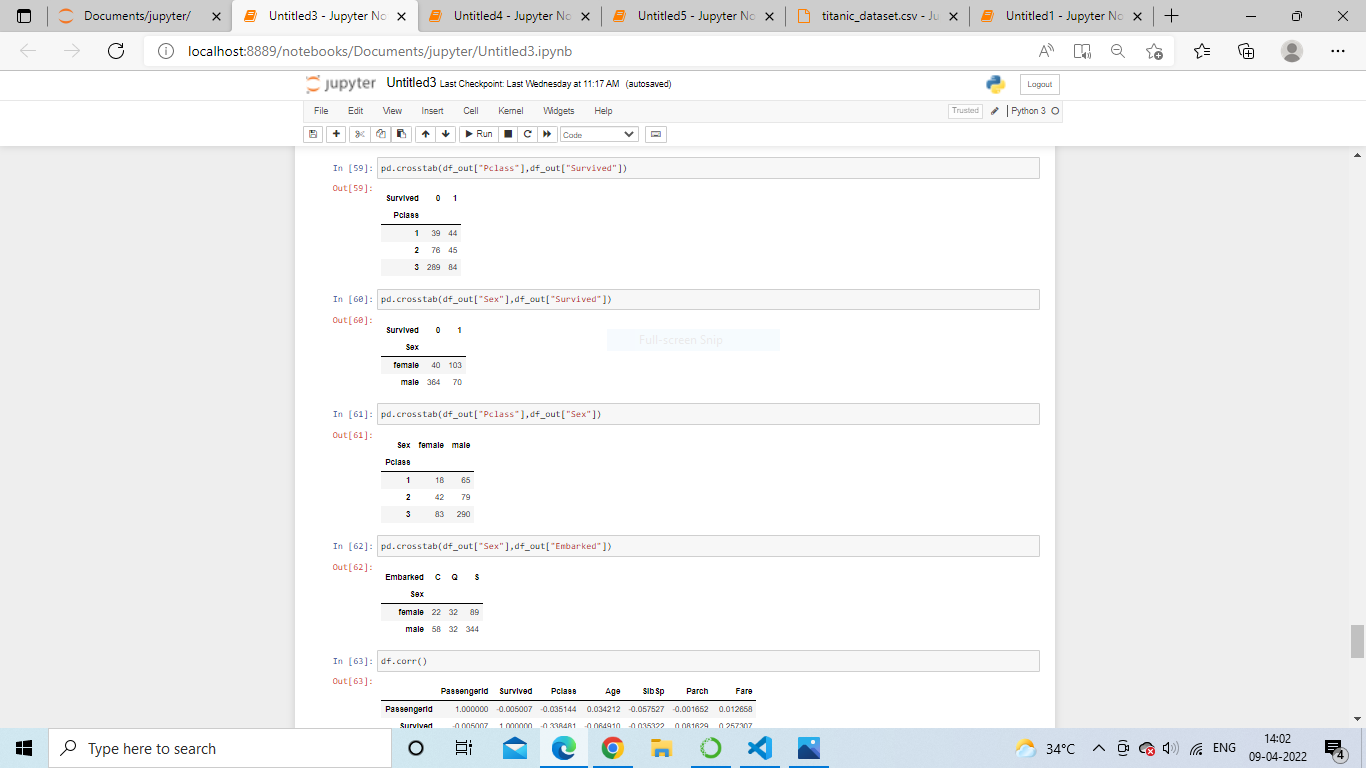 Documents/jupyter/
Untitled3 - Jupyter No
Untitled4 - Jupyter No
Untitled5 - Jupyter No
titanic_dataset.csv - Ju
Untitled1 - Jupyter No
localhost:8889/notebooks/Documents/jupyter/Untitled3.ipynb
jupyter Untitled3 Last Checkpoint: Last Wednesday at 11:17 AM (autosaved) Logout
File Edit View Insert Cell Kernel Widgets Help Trusted Python 3
Run Code
In [59]: pd.crosstab(df_out["Pclass"],df_out["Survived"])
Out[59]:
Survived 0 1
Pclass
1 39 44
2 76 45
3 289 84
In [60]: pd.crosstab(df_out["Sex"],df_out["Survived"])
Out[60]:
Survived 0 1
Full-screen Snip
Sex
female 40 103
male 364 70
In [61]: pd.crosstab(df_out["Pclass"],df_out["Sex"])
Out[61]:
Sex female male
Pclass
1 18 65
2 42 79
3 83 290
In [62]: pd.crosstab(df_out["Sex"],df_out["Embarked"])
Out[62]:
Embarked C Q S
Sex
female 22 32 89
male 58 32 344
In [63]: df.corr()
Out[63]:
PassengerId Survived Pclass Age SibSp Parch Fare
PassengerId 1.000000 -0.005007 -0.035144 0.034212 -0.057527 -0.001652 0.012658
Survived -0.005007 1.000000 -0.338481 -0.064910 -0.035322 0.081629 0.257307
Type here to search
34°C
ENG
14:02
09-04-2022
4